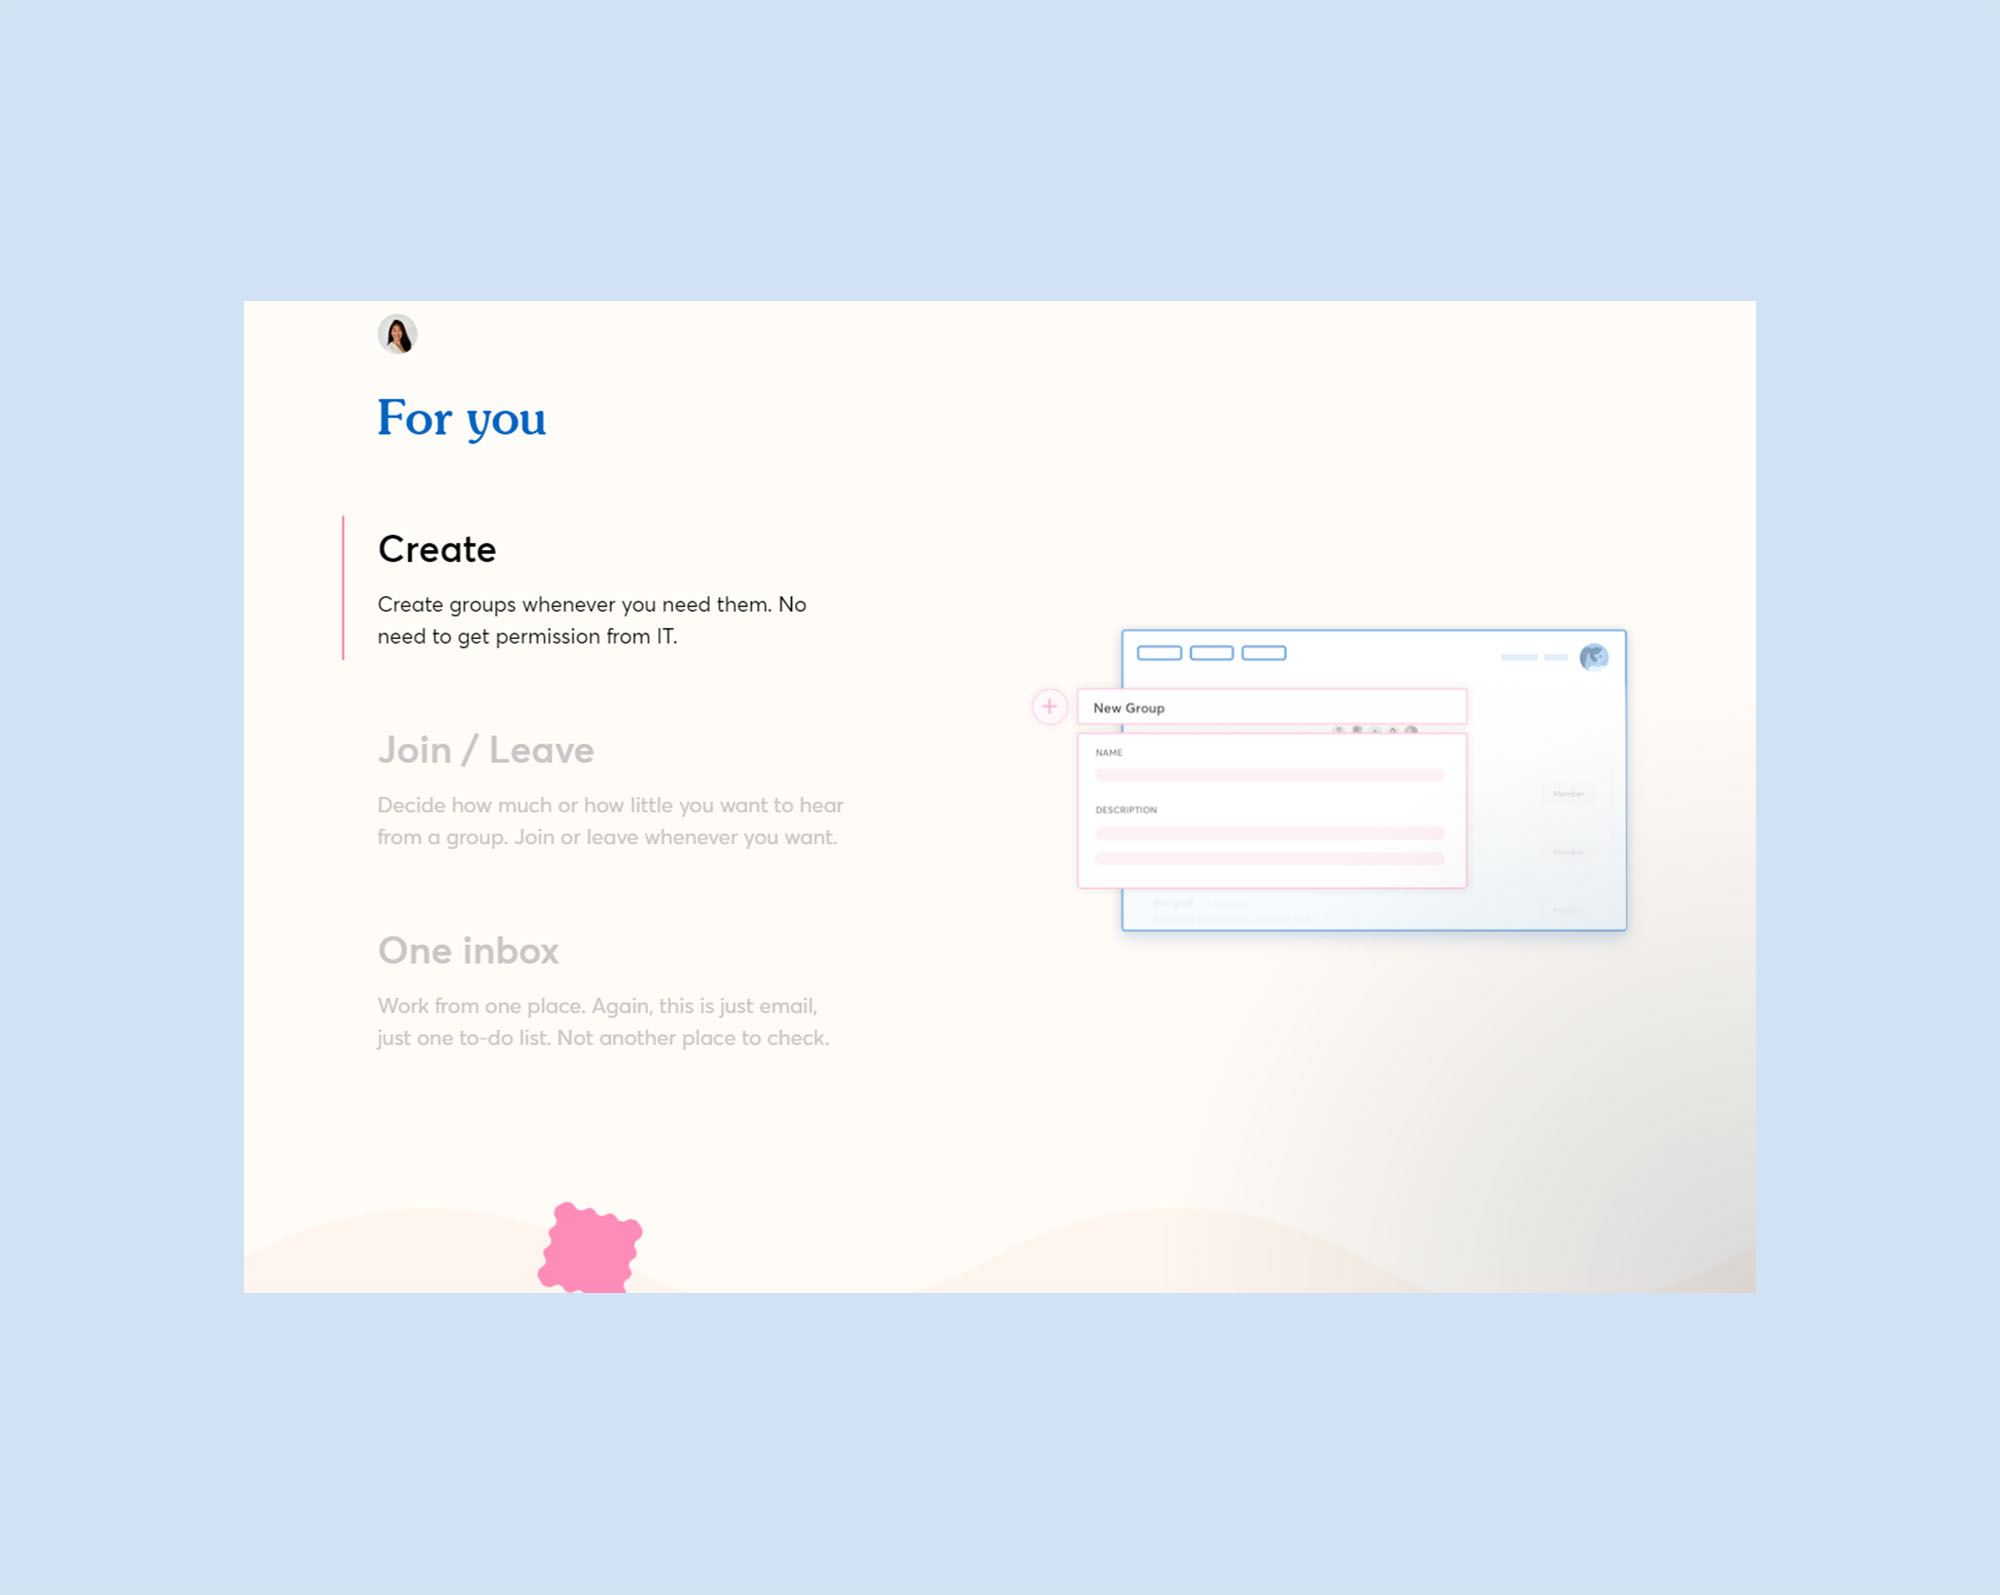 For you
Create
Create groups whenever you need them. No
need to get permission from IT.
Join / Leave
Decide how much or how little you want to hear
from a group. Join or leave whenever you want.
One inbox
Work from one place. Again, this is just email,
just one to-do list. Not another place to check.
New Group
NAME
DESCRIPTION
Member
Member
Member